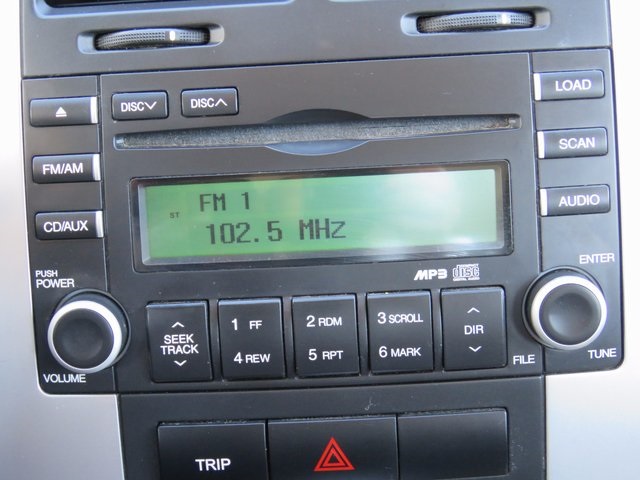 DISC
DISC
LOAD
FM/AM
SCAN
CD/AUX
AUDIO
ST
FM 1
102.5 MHz
MP3 disc
PUSH
POWER
ENTER
SEEK
TRACK
1 FF
4 REW
2 RDM
5 RPT
3 SCROLL
6 MARK
DIR
FILE
TUNE
VOLUME
TRIP